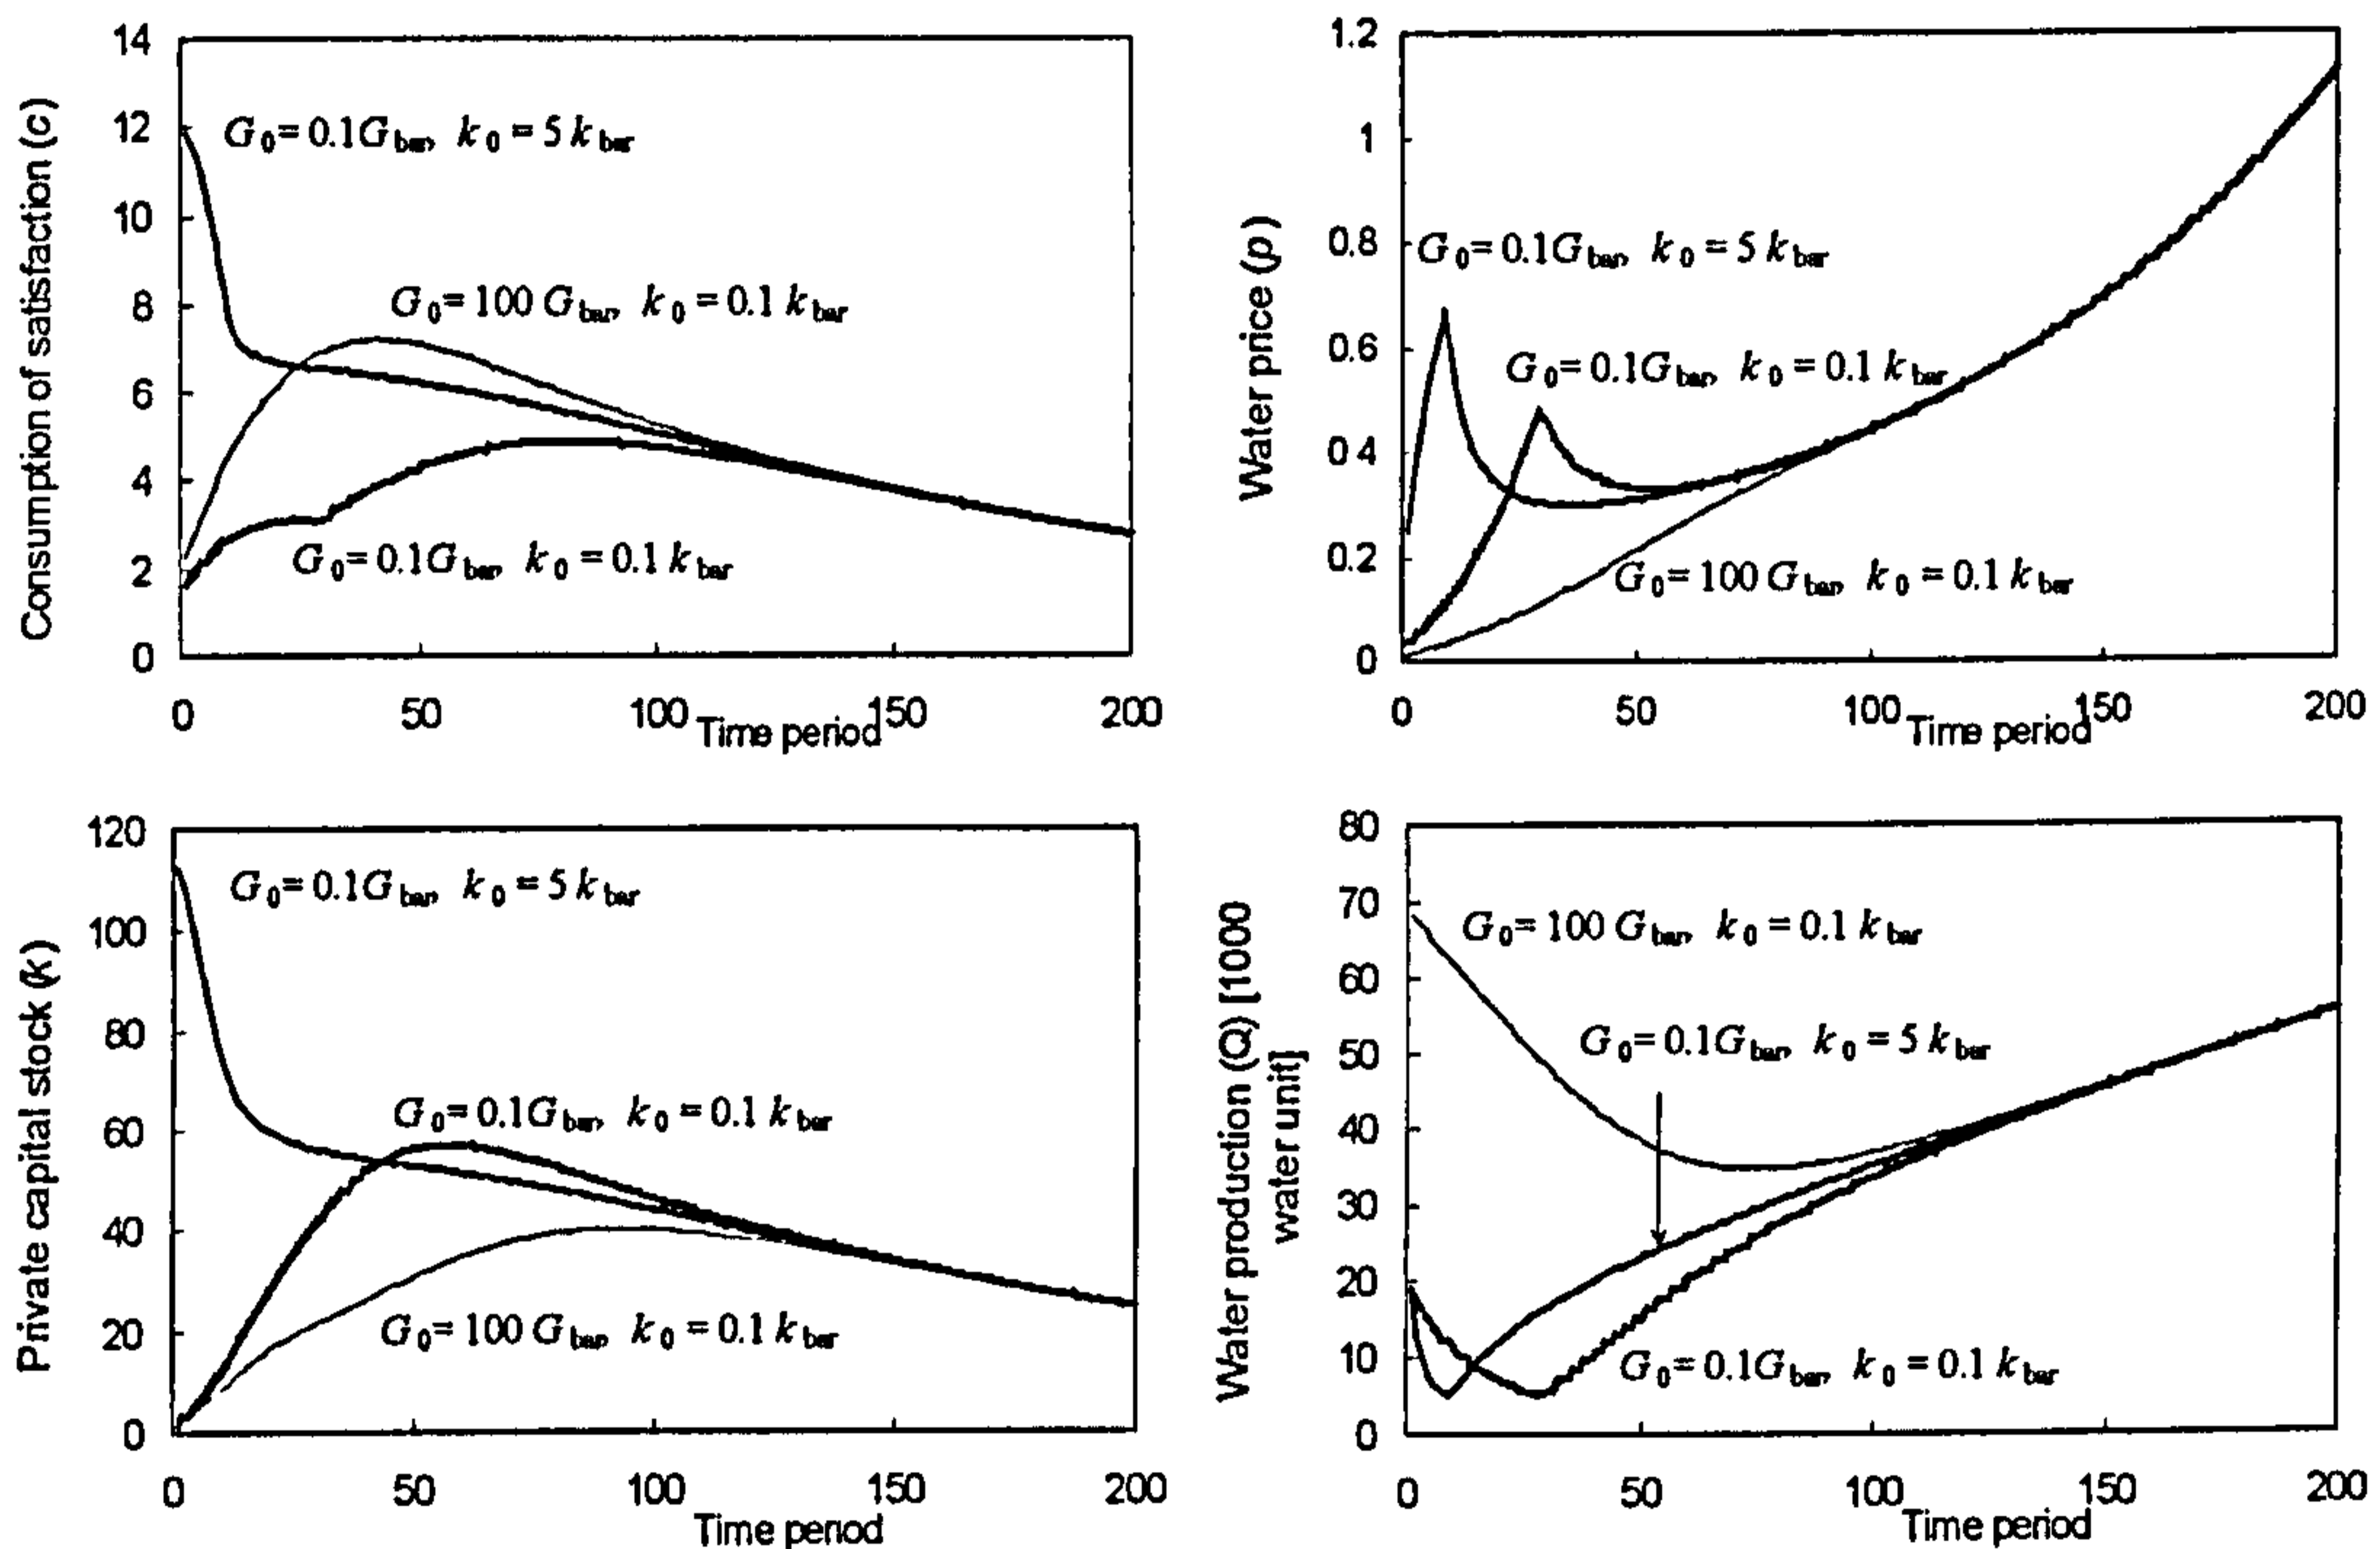 Consumption of satisfaction (c)
14
12
10
8
6
4
2
0
G0= 0.1Gbar, k0 = 5 kbar
G0= 100 Gbar, k0 = 0.1 kbar
G0= 0.1Gbar, k0 = 0.1 kbar
0 50 100 150 200
Time period
Water price (p)
1.2
1
0.8
0.6
0.4
0.2
0
G0= 0.1Gbar, k0 = 5 kbar
G0= 0.1Gbar, k0 = 0.1 kbar
G0= 100 Gbar, k0 = 0.1 kbar
0 50 100 150 200
Time period
Private capital stock (k)
120
100
80
60
40
20
0
G0= 0.1Gbar, k0 = 5 kbar
G0= 0.1Gbar, k0 = 0.1 kbar
G0= 100 Gbar, k0 = 0.1 kbar
0 50 100 150 200
Time period
Water production (Q) [1000
water unit]
80
70
60
50
40
30
20
10
0
G0= 100 Gbar, k0 = 0.1 kbar
G0= 0.1Gbar, k0 = 5 kbar
G0= 0.1Gbar, k0 = 0.1 kbar
0 50 100 150 200
Time period